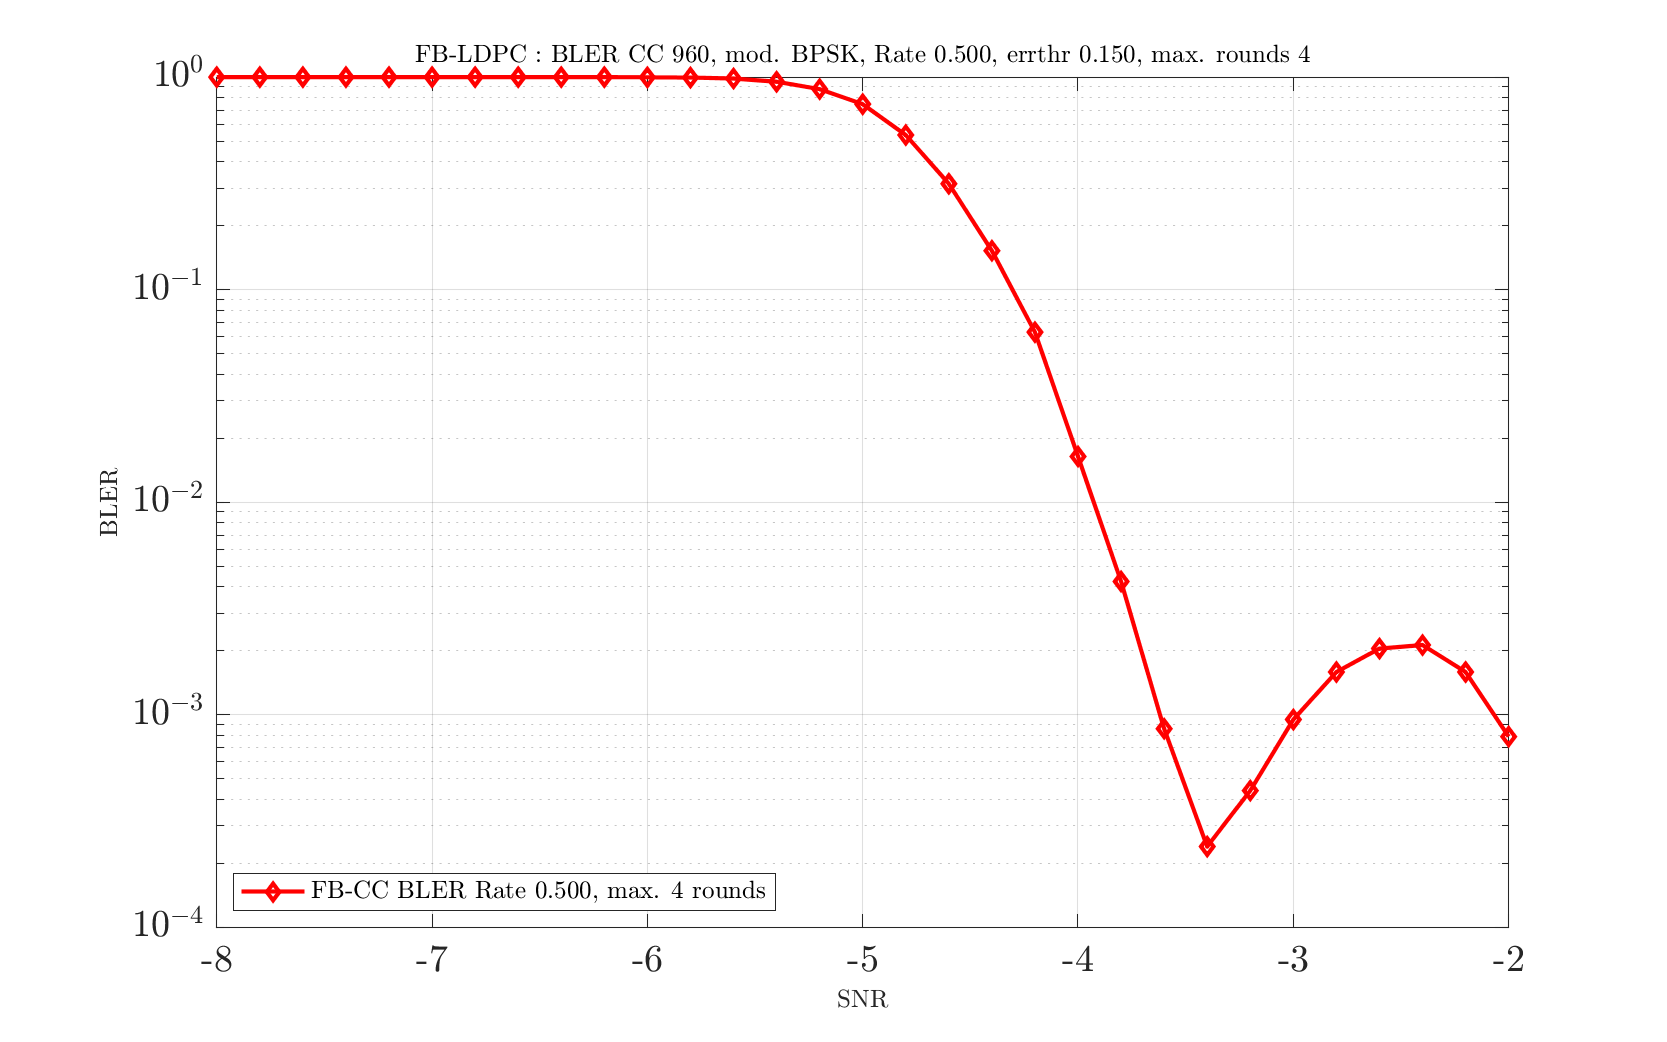 FB-LDPC : BLER CC 960, mod. BPSK, Rate 0.500, errthr 0.150, max. rounds 4
10^0
10^-1
10^-2
10^-3
10^-4
BLER
FB-CC BLER Rate 0.500, max. 4 rounds
-8 -7 -6 -5 -4 -3 -2
SNR